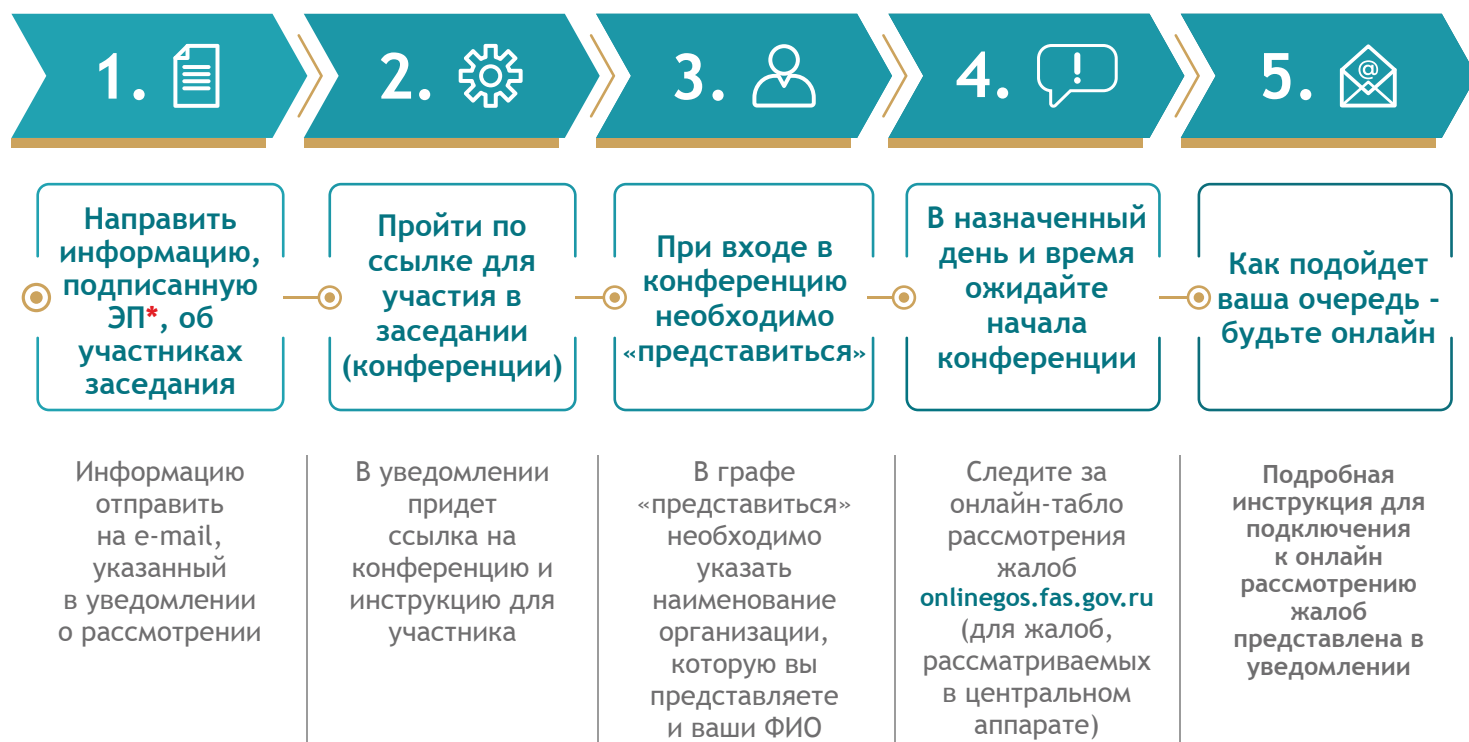 1.
2.
3.
4.
!
5.
@
Направить
информацию,
подписанную
ЭП*, об
участниках
заседания
Пройти по
ссылке для
участия в
заседании
(конференции)
При входе в
конференцию
необходимо
«представиться»
В назначенный
день и время
ожидайте
начала
конференции
Как подойдет
ваша очередь -
будьте онлайн
Информацию
отправить
на e-mail,
указанный
в уведомлении
о рассмотрении
В уведомлении
придет
ссылка на
конференцию и
инструкцию для
участника
В графе
«представиться»
необходимо
указать
наименование
организации,
которую вы
представляете
и ваши ФИО
Следите за
онлайн-табло
рассмотрения
жалоб
onlinegos.fas.gov.ru
(для жалоб,
рассматриваемых
в центральном
аппарате)
Подробная
инструкция для
подключения
к онлайн
рассмотрению
жалоб
представлена в
уведомлении